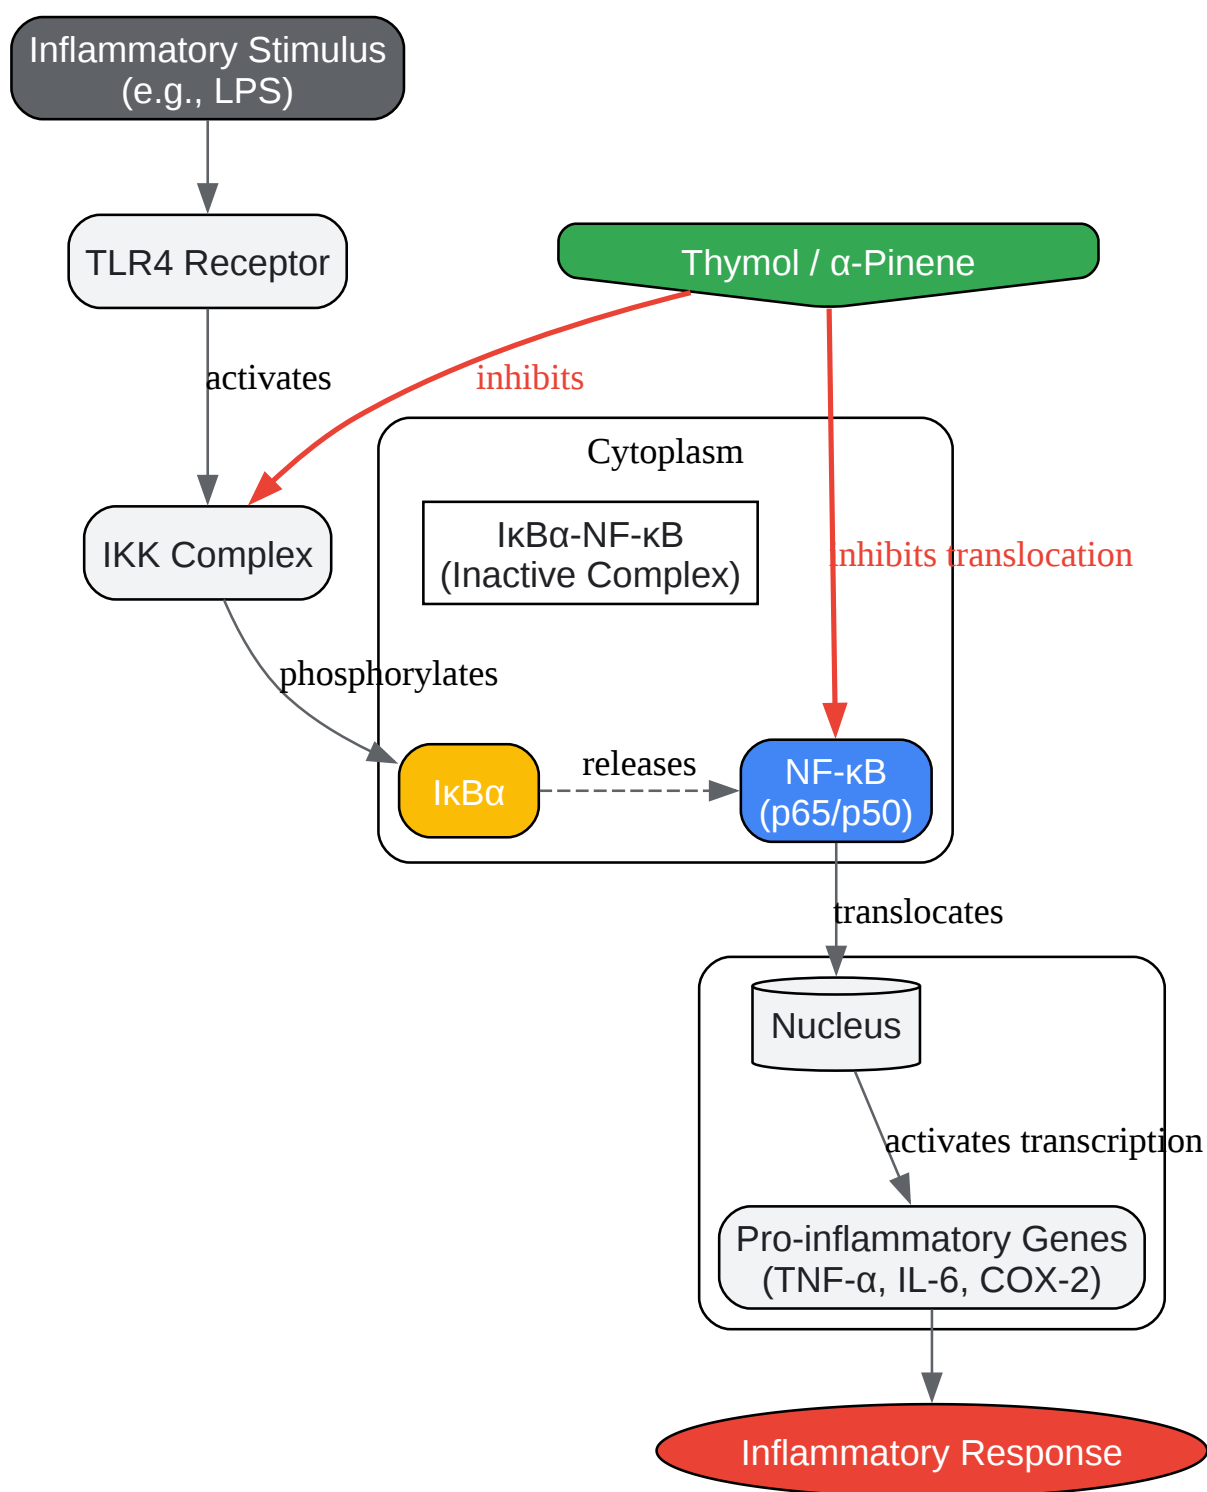 Inflammatory Stimulus
(e.g., LPS)
TLR4 Receptor
Thymol / α-Pinene
activates
inhibits
Cytoplasm
IκBα-NF-κB
(Inactive Complex)
IKK Complex
inhibits translocation
phosphorylates
IκBα
releases
NF-κB
(p65/p50)
translocates
Nucleus
activates transcription
Pro-inflammatory Genes
(TNF-α, IL-6, COX-2)
Inflammatory Response